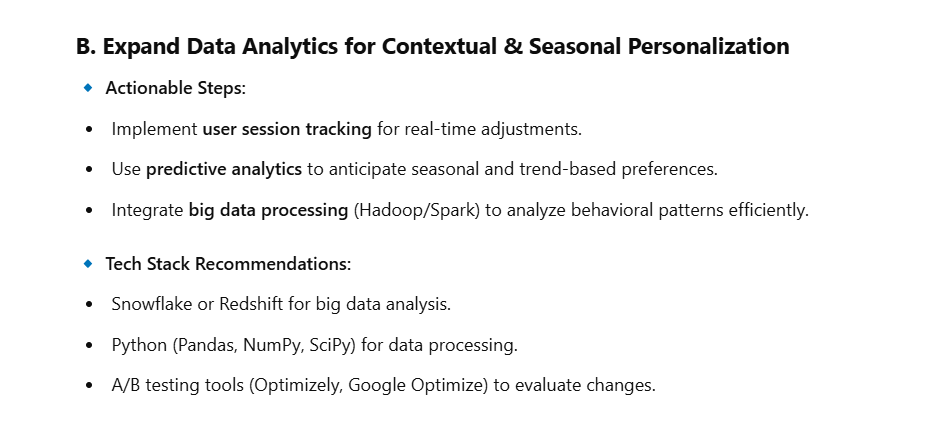 B. Expand Data Analytics for Contextual & Seasonal Personalization
🔹 Actionable Steps:
• Implement user session tracking for real-time adjustments.
• Use predictive analytics to anticipate seasonal and trend-based preferences.
• Integrate big data processing (Hadoop/Spark) to analyze behavioral patterns efficiently.
🔹 Tech Stack Recommendations:
• Snowflake or Redshift for big data analysis.
• Python (Pandas, NumPy, SciPy) for data processing.
• A/B testing tools (Optimizely, Google Optimize) to evaluate changes.